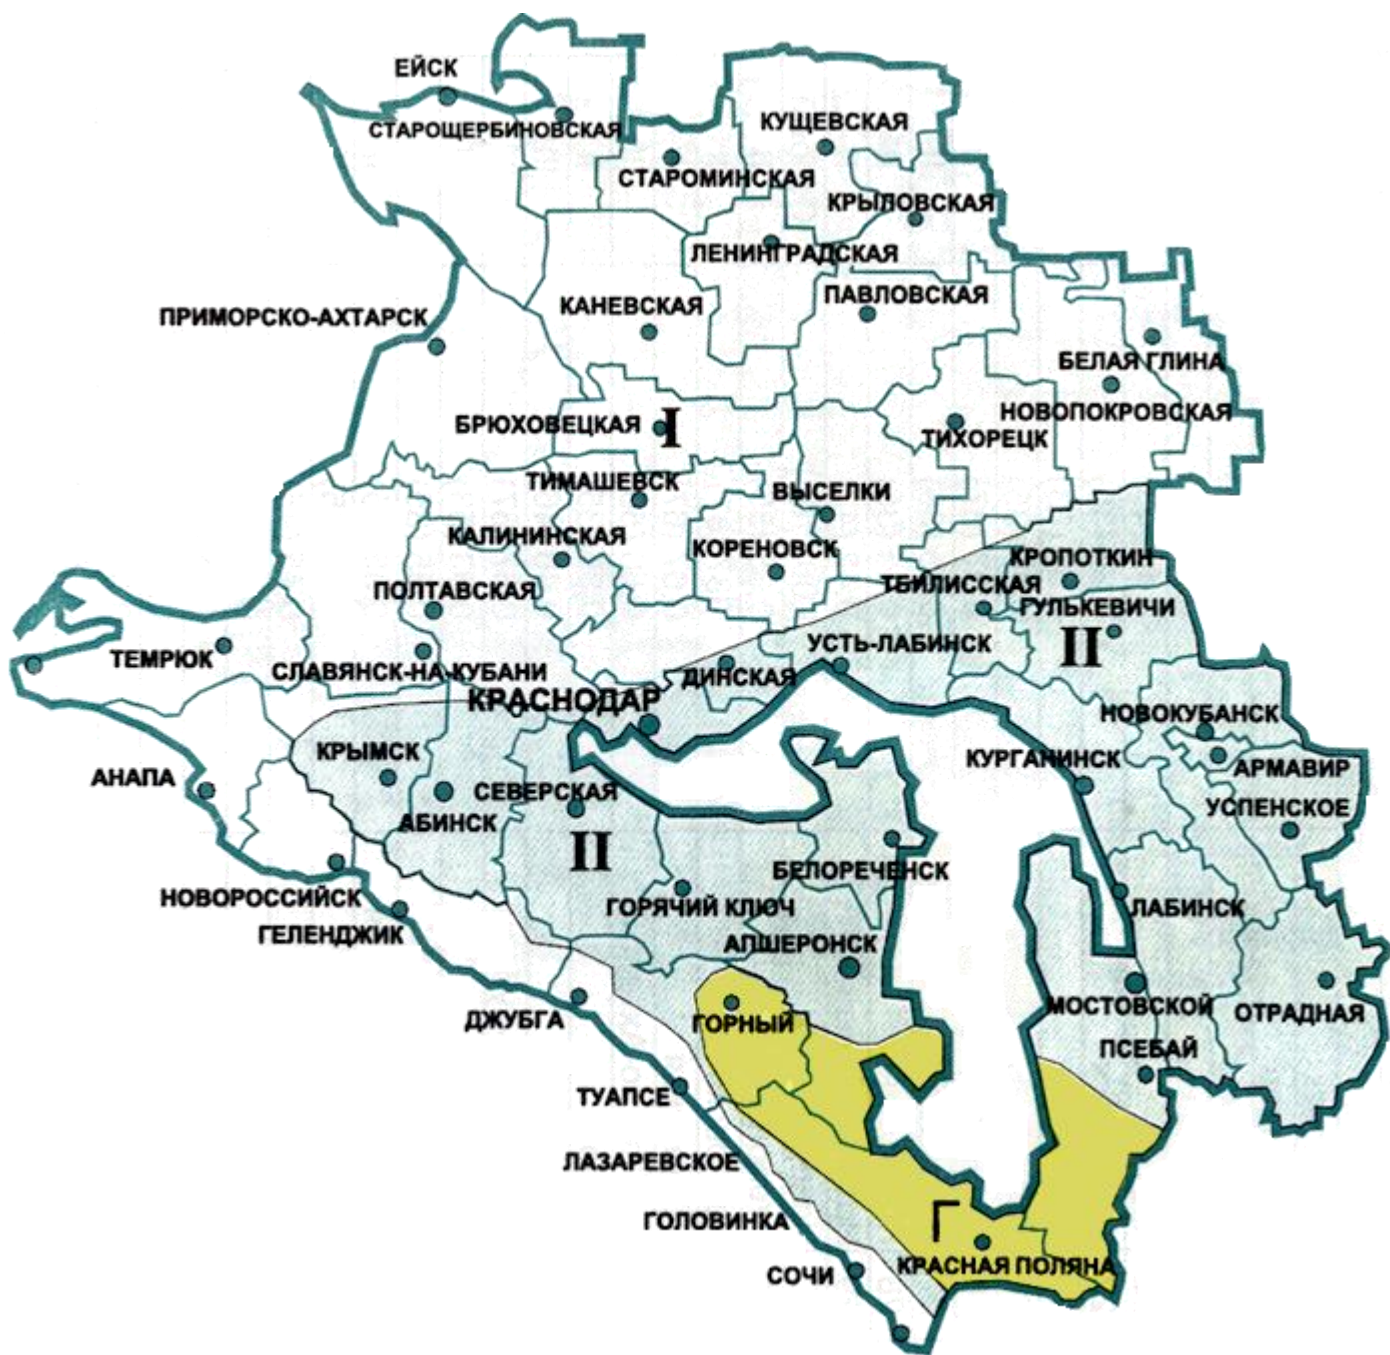 ЕЙСК
СТАРОЩЕРБИНОВСКАЯ
КУЩЕВСКАЯ
СТАРОМИНСКАЯ
КРЫЛОВСКАЯ
ЛЕНИНГРАДСКАЯ
ПАВЛОВСКАЯ
КАНЕВСКАЯ
ПРИМОРСКО-АХТАРСК
БЕЛАЯ ГЛИНА
НОВОПОКРОВСКАЯ
БРЮХОВЕЦКАЯ
I
ТИХОРЕЦК
ТИМАШЕВСК
ВЫСЕЛКИ
КАЛИНИНСКАЯ
КОРЕНОВСК
КРОПОТКИН
ТБИЛИССКАЯ
ПОЛТАВСКАЯ
ГУЛЬКЕВИЧИ
УСТЬ-ЛАБИНСК
II
ТЕМРЮК
СЛАВЯНСК-НА-КУБАНИ
ДИНСКАЯ
КРАСНОДАР
НОВОКУБАНСК
КРЫМСК
КУРГАНИНСК
АРМАВИР
АНАПА
СЕВЕРСКАЯ
УСПЕНСКОЕ
АБИНСК
II
БЕЛОРЕЧЕНСК
НОВОРОССИЙСК
ГОРЯЧИЙ КЛЮЧ
ЛАБИНСК
ГЕЛЕНДЖИК
АПШЕРОНСК
МОСТОВСКОЙ
ОТРАДНАЯ
ДЖУБГА
ГОРНЫЙ
ПСЕБАЙ
ТУАПСЕ
ЛАЗАРЕВСКОЕ
ГОЛОВИНКА
Г
КРАСНАЯ ПОЛЯНА
СОЧИ